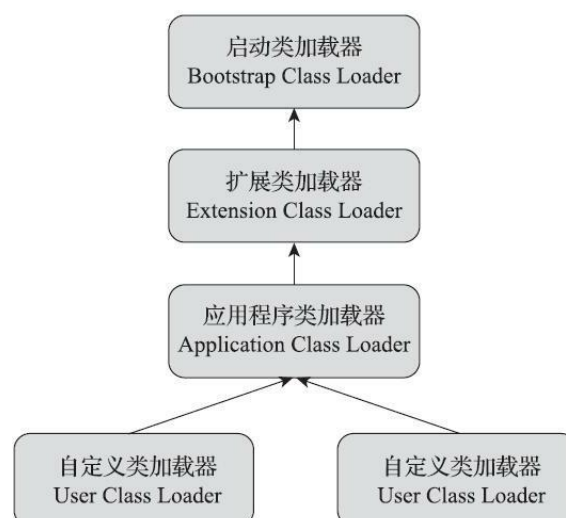 启动类加载器
Bootstrap Class Loader
扩展类加载器
Extension Class Loader
应用程序类加载器
Application Class Loader
自定义类加载器
User Class Loader
自定义类加载器
User Class Loader